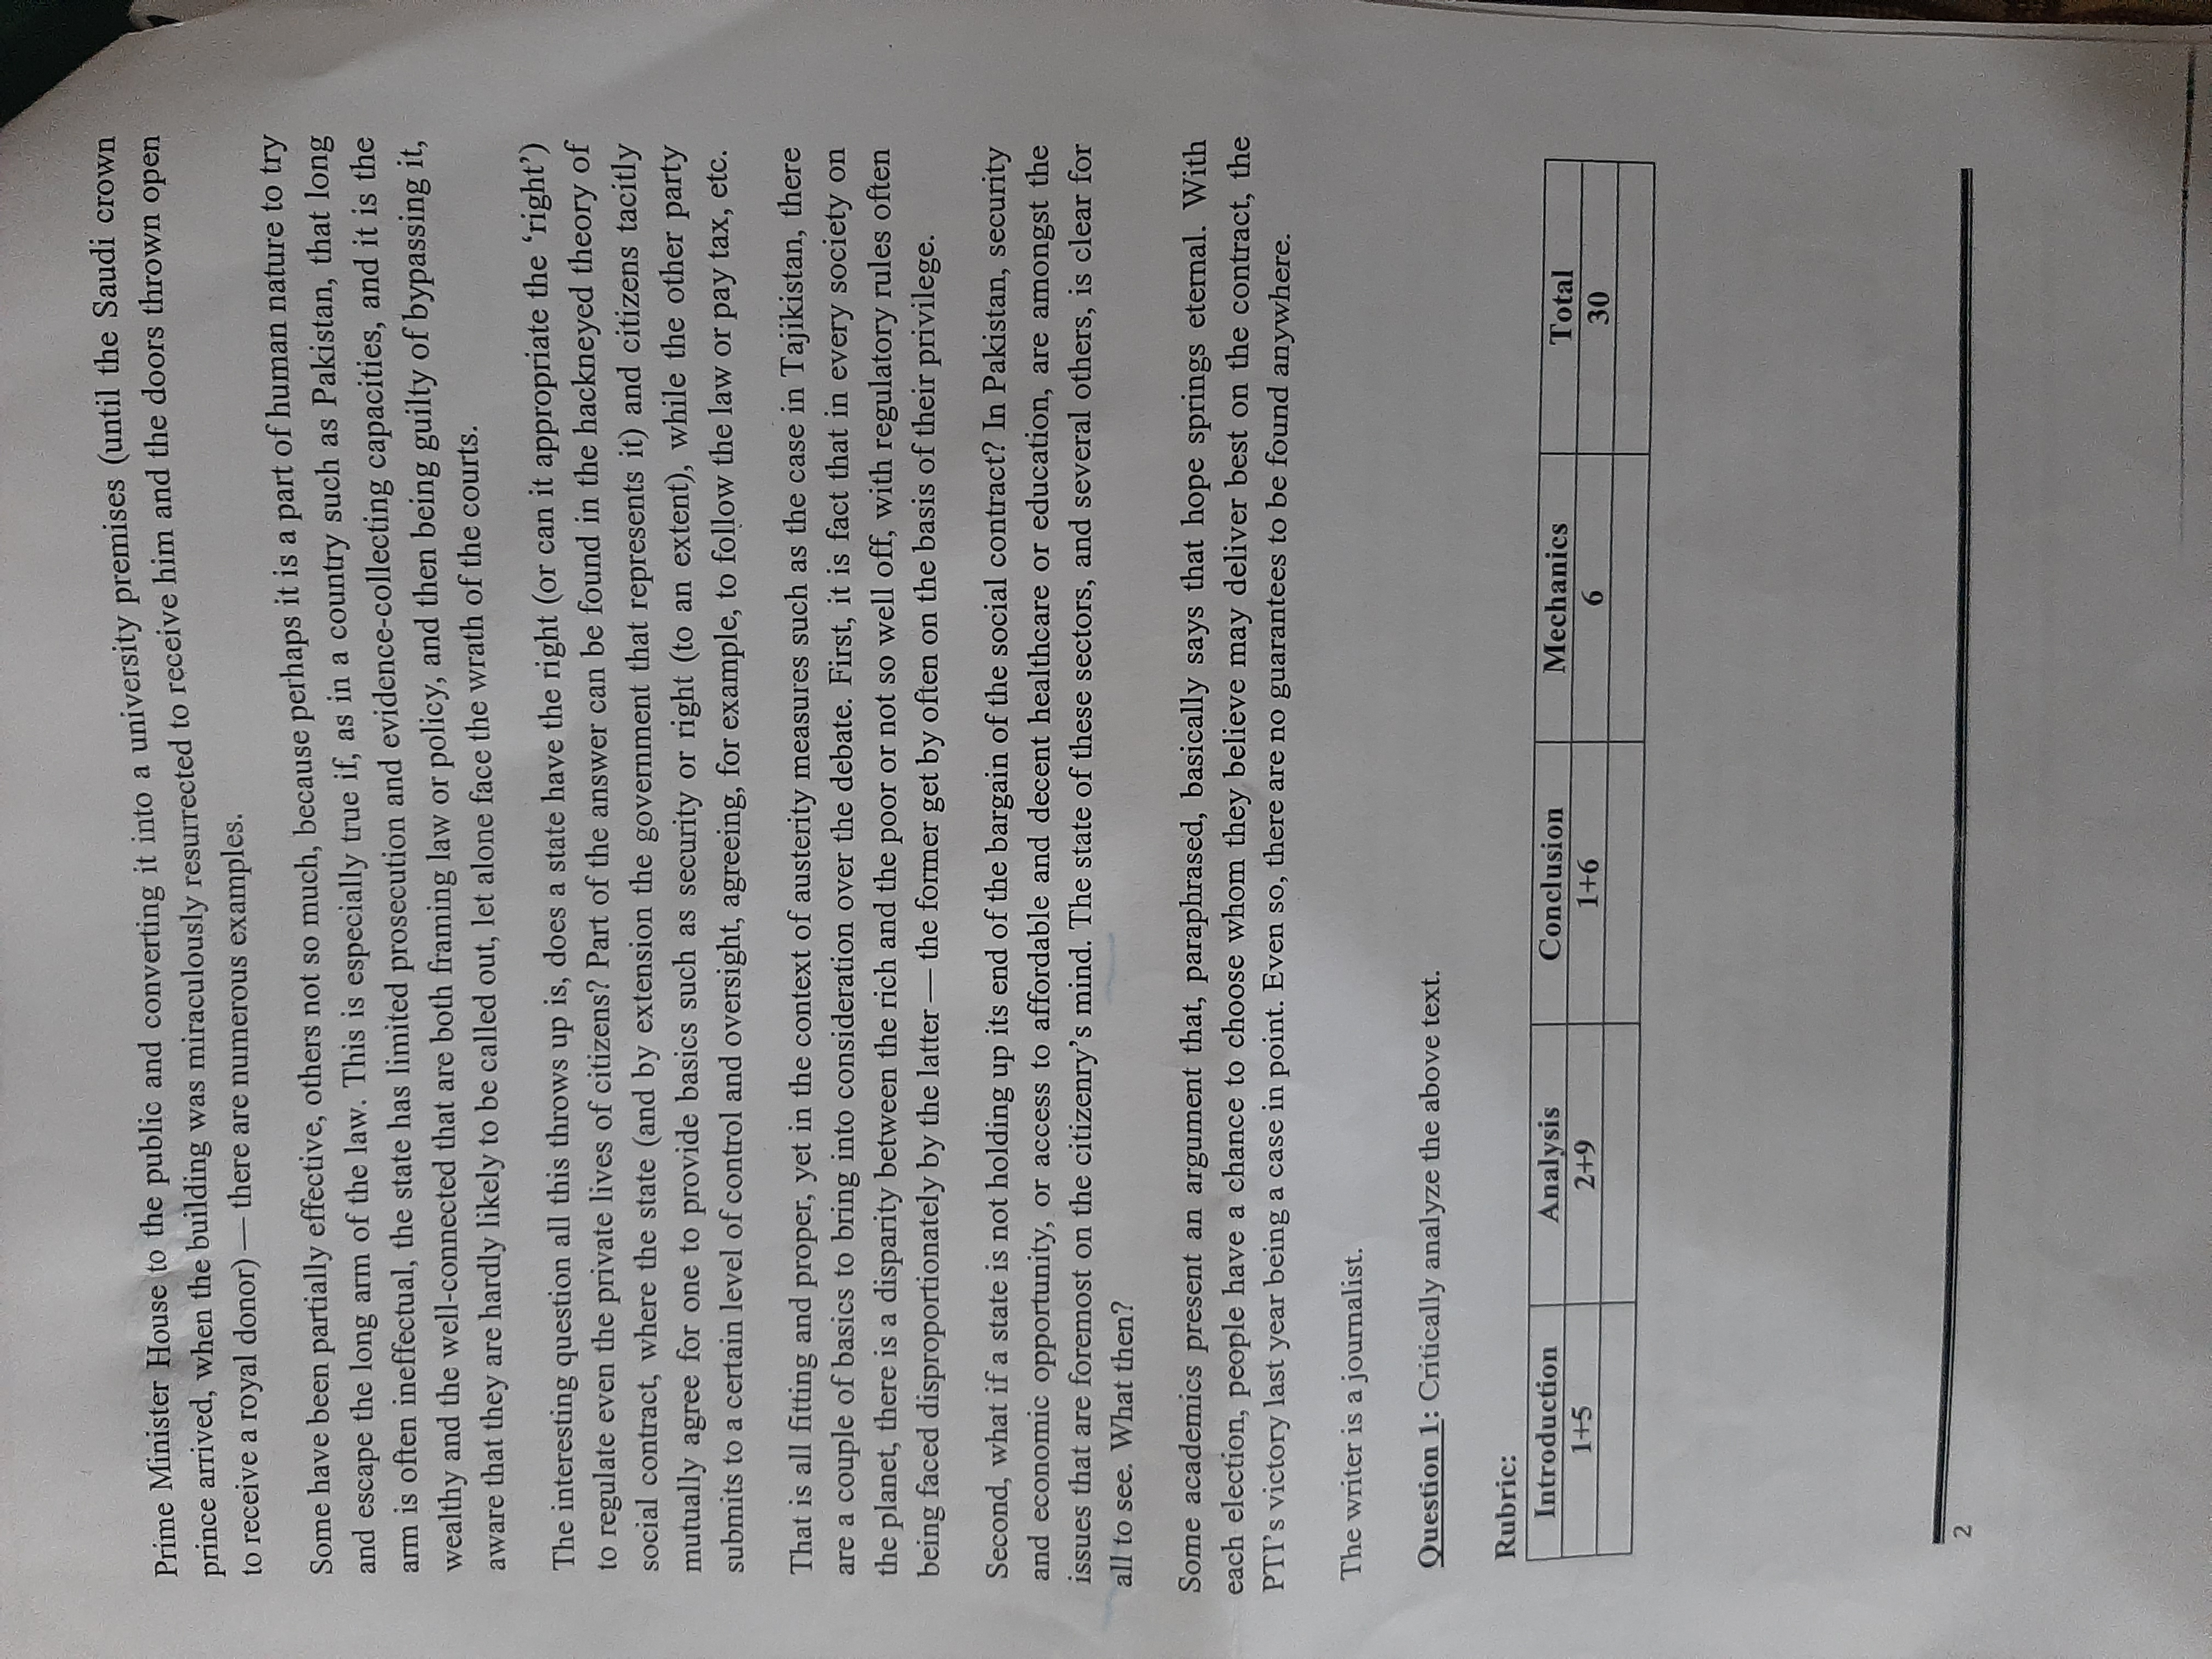 Prime Minister House to the public and converting it into a university premises (until the Saudi crown
prince arrived, when the building was miraculously resurrected to receive him and the doors thrown open
to receive a royal donor) — there are numerous examples.
Some have been partially effective, others not so much, because perhaps it is a part of human nature to try
and escape the long arm of the law. This is especially true if, as in a country such as Pakistan, that long
arm is often ineffectual, the state has limited prosecution and evidence-collecting capacities, and it is the
wealthy and the well-connected that are both framing law or policy, and then being guilty of bypassing it,
aware that they are hardly likely to be called out, let alone face the wrath of the courts.
The interesting question all this throws up is, does a state have the right (or can it appropriate the ‘right’)
to regulate even the private lives of citizens? Part of the answer can be found in the hackneyed theory of
social contract, where the state (and by extension the government that represents it) and citizens tacitly
mutually agree for one to provide basics such as security or right (to an extent), while the other party
submits to a certain level of control and oversight, agreeing, for example, to follow the law or pay tax, etc.
That is all fitting and proper, yet in the context of austerity measures such as the case in Tajikistan, there
are a couple of basics to bring into consideration over the debate. First, it is fact that in every society on
the planet, there is a disparity between the rich and the poor or not so well off, with regulatory rules often
being faced disproportionately by the latter — the former get by often on the basis of their privilege.
Second, what if a state is not holding up its end of the bargain of the social contract? In Pakistan, security
and economic opportunity, or access to affordable and decent healthcare or education, are amongst the
issues that are foremost on the citizenry’s mind. The state of these sectors, and several others, is clear for
all to see. What then?
Some academics present an argument that, paraphrased, basically says that hope springs eternal. With
each election, people have a chance to choose whom they believe may deliver best on the contract, the
PTI’s victory last year being a case in point. Even so, there are no guarantees to be found anywhere.
The writer is a journalist.
Question 1: Critically analyze the above text.
Rubric:
Introduction Analysis Conclusion Mechanics Total
1+5 2+9 1+6 6 30
2